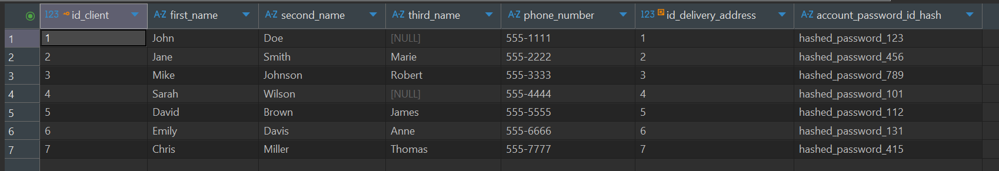 123 id_client A-Z first_name A-Z second_name A-Z third_name A-Z phone_number 123 id_delivery_address A-Z account_password_id_hash
1 1 John Doe [NULL] 555-1111 1 hashed_password_123
2 2 Jane Smith Marie 555-2222 2 hashed_password_456
3 3 Mike Johnson Robert 555-3333 3 hashed_password_789
4 4 Sarah Wilson [NULL] 555-4444 4 hashed_password_101
5 5 David Brown James 555-5555 5 hashed_password_112
6 6 Emily Davis Anne 555-6666 6 hashed_password_131
7 7 Chris Miller Thomas 555-7777 7 hashed_password_415